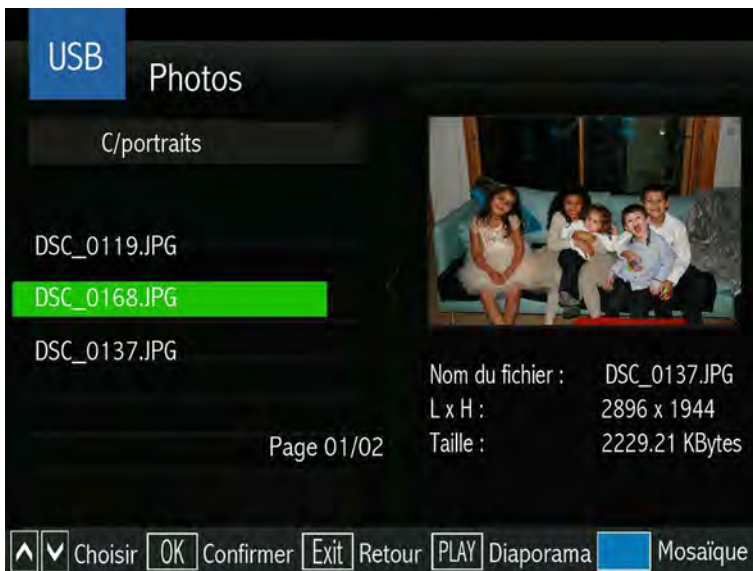 USB
Photos
C/portraits
DSC_0119.JPG
DSC_0168.JPG
DSC_0137.JPG
Page 01/02
Nom du fichier : DSC_0137.JPG
L x H : 2896 x 1944
Taille : 2229.21 KBytes
Choisir OK Confirmer Exit Retour PLAY Diaporama Mosaïque